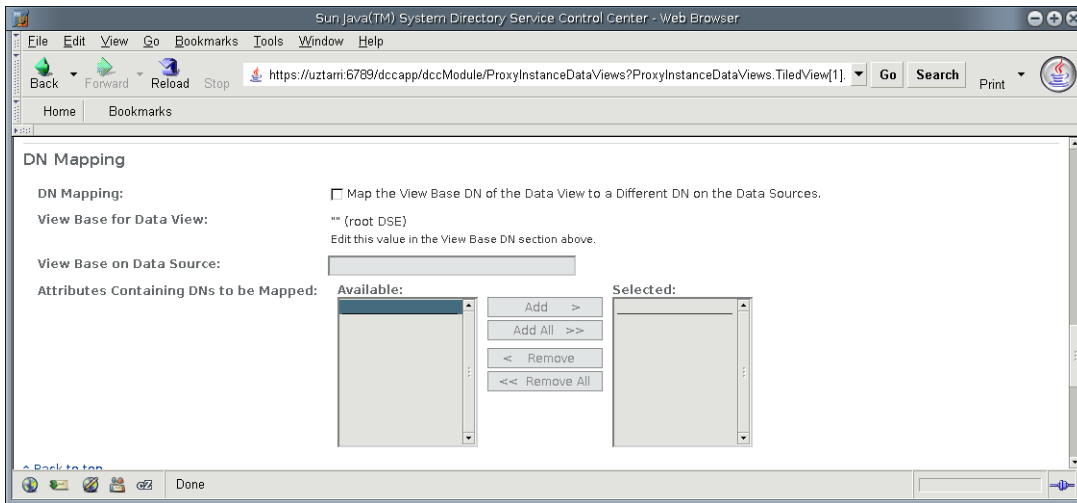 Sun Java(TM) System Directory Service Control Center - Web Browser
File Edit View Go Bookmarks Tools Window Help
Back Forward Reload Stop https://uztarri:6789/dccapp/dccModule/ProxyInstanceDataViews?ProxyInstanceDataViews.TiledView[1]. Go Search Print
Home Bookmarks
DN Mapping
DN Mapping: Map the View Base DN of the Data View to a Different DN on the Data Sources.
View Base for Data View: "" (root DSE)
Edit this value in the View Base DN section above.
View Base on Data Source:
Attributes Containing DNs to be Mapped: Available: Selected:
Add >
Add All >>
< Remove
<< Remove All
^ Back to top
Done